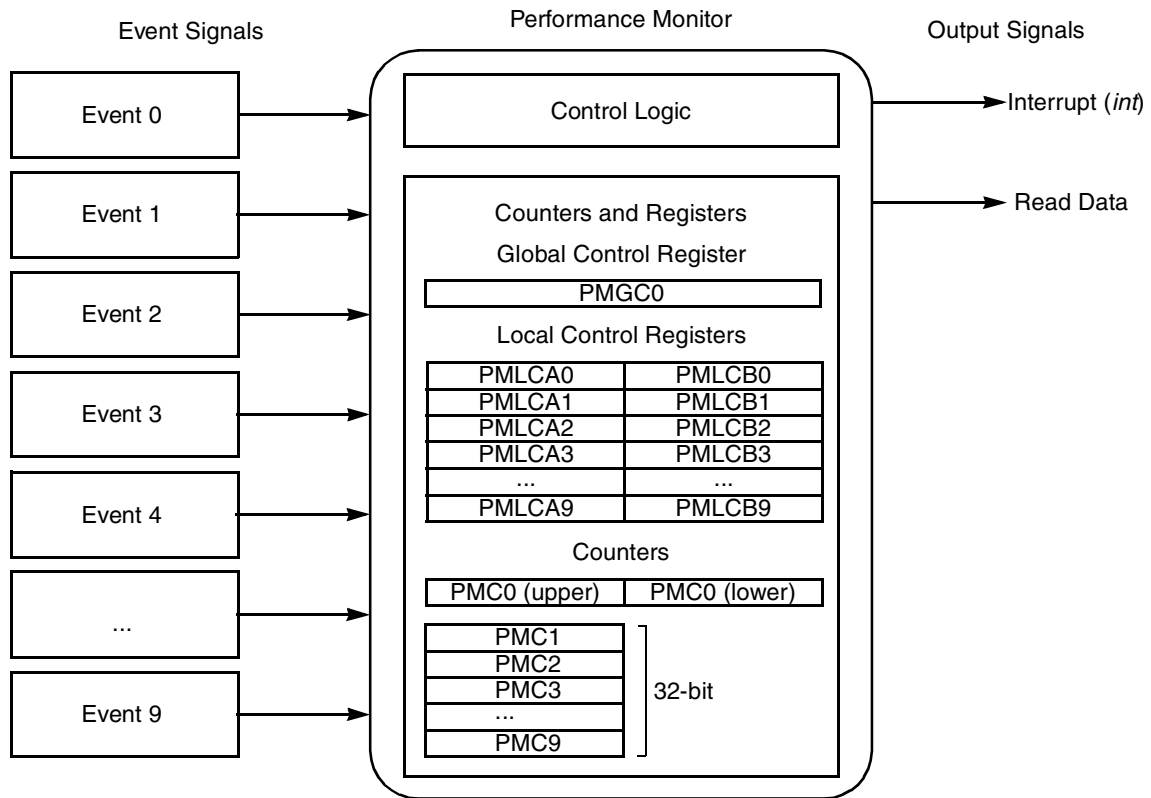 Event Signals
Performance Monitor
Output Signals
Event 0
Event 1
Event 2
Event 3
Event 4
...
Event 9
Control Logic
Counters and Registers
Global Control Register
PMGC0
Local Control Registers
PMLCA0 PMLCB0
PMLCA1 PMLCB1
PMLCA2 PMLCB2
PMLCA3 PMLCB3
... ...
PMLCA9 PMLCB9
Counters
PMC0 (upper) PMC0 (lower)
PMC1
PMC2
PMC3
...
PMC9
32-bit
Interrupt (int)
Read Data